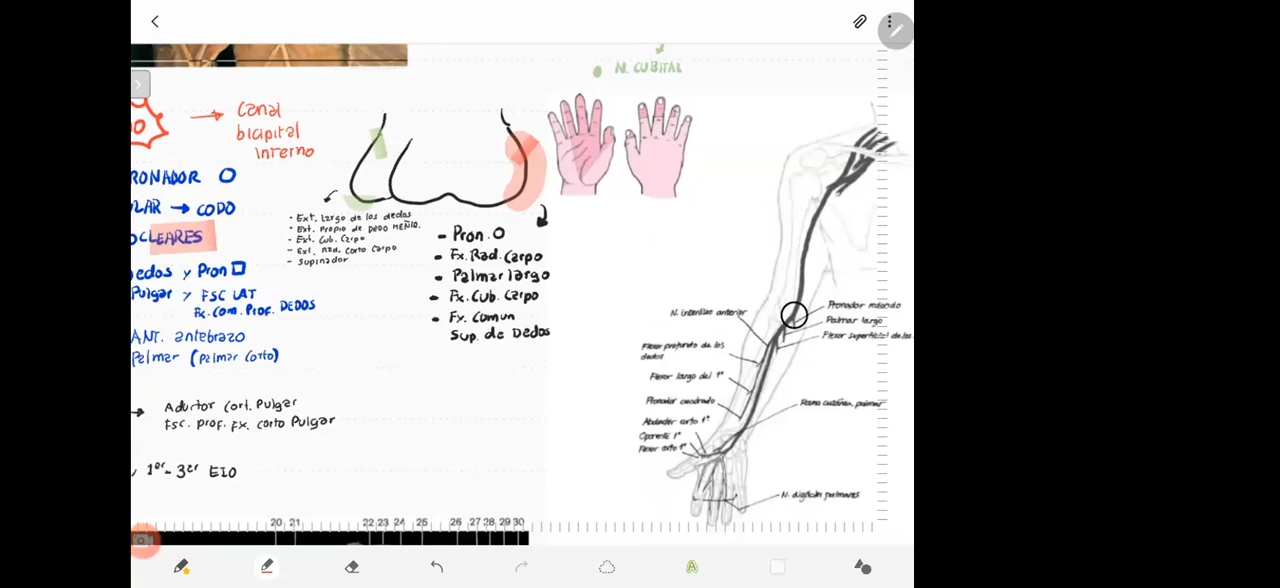 N. CUBITAL
Canal
bicipital
interno
RONADOR O
LAR → CODO
OCLEARES
edos y Pron □
Pulgar y FSC LAT
Fx. Com. Prof. DEDOS
ANT. antebrazo
Palmar (Palmar Corto)
→ Aductor Cort. Pulgar
Fsc. prof. Fx. corto Pulgar
1er - 3er EIO
• Ext. largo de los dedos
• Ext. Propio de DEDO MEÑIQ.
• Ext. Cub. Carpo
- Ext. Rad. corto Carpo
- Supinador
- Pron. O
• Fx. Rad. Carpo
• Palmar largo
• Fx. Cub. Carpo
• Fx. Comun
Sup. de Dedos
N. interóseo anterior
Flexor profundo de los
dedos
Flexor largo del 1º
Pronador cuadrado
Abductor corto 1º
Oponente 1º
Flexor corto 1º
Pronador redondo
Palmar largo
Flexor superficial de los
Rama cutánea palmar
N. digitales palmares
20 21 22 23 24 25 26 27 28 29 30